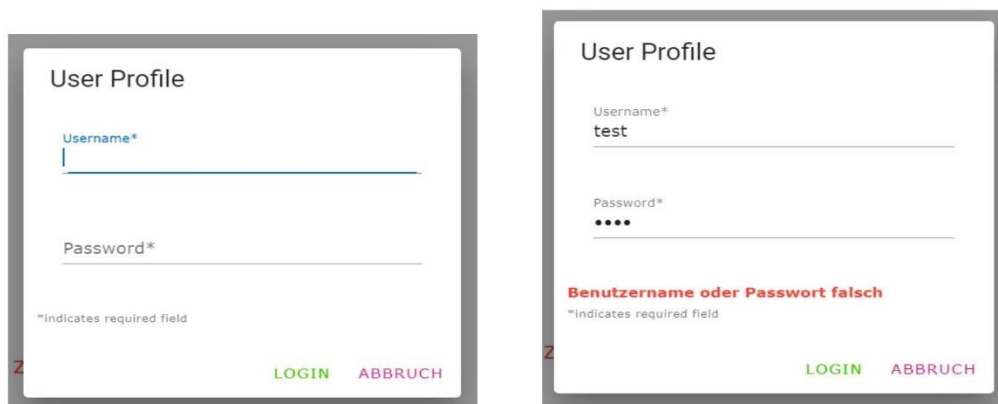 User Profile
Username*
Password*
*indicates required field
Z
LOGIN ABBRUCH
User Profile
Username*
test
Password*
••••
Benutzername oder Passwort falsch
*indicates required field
Z
LOGIN ABBRUCH